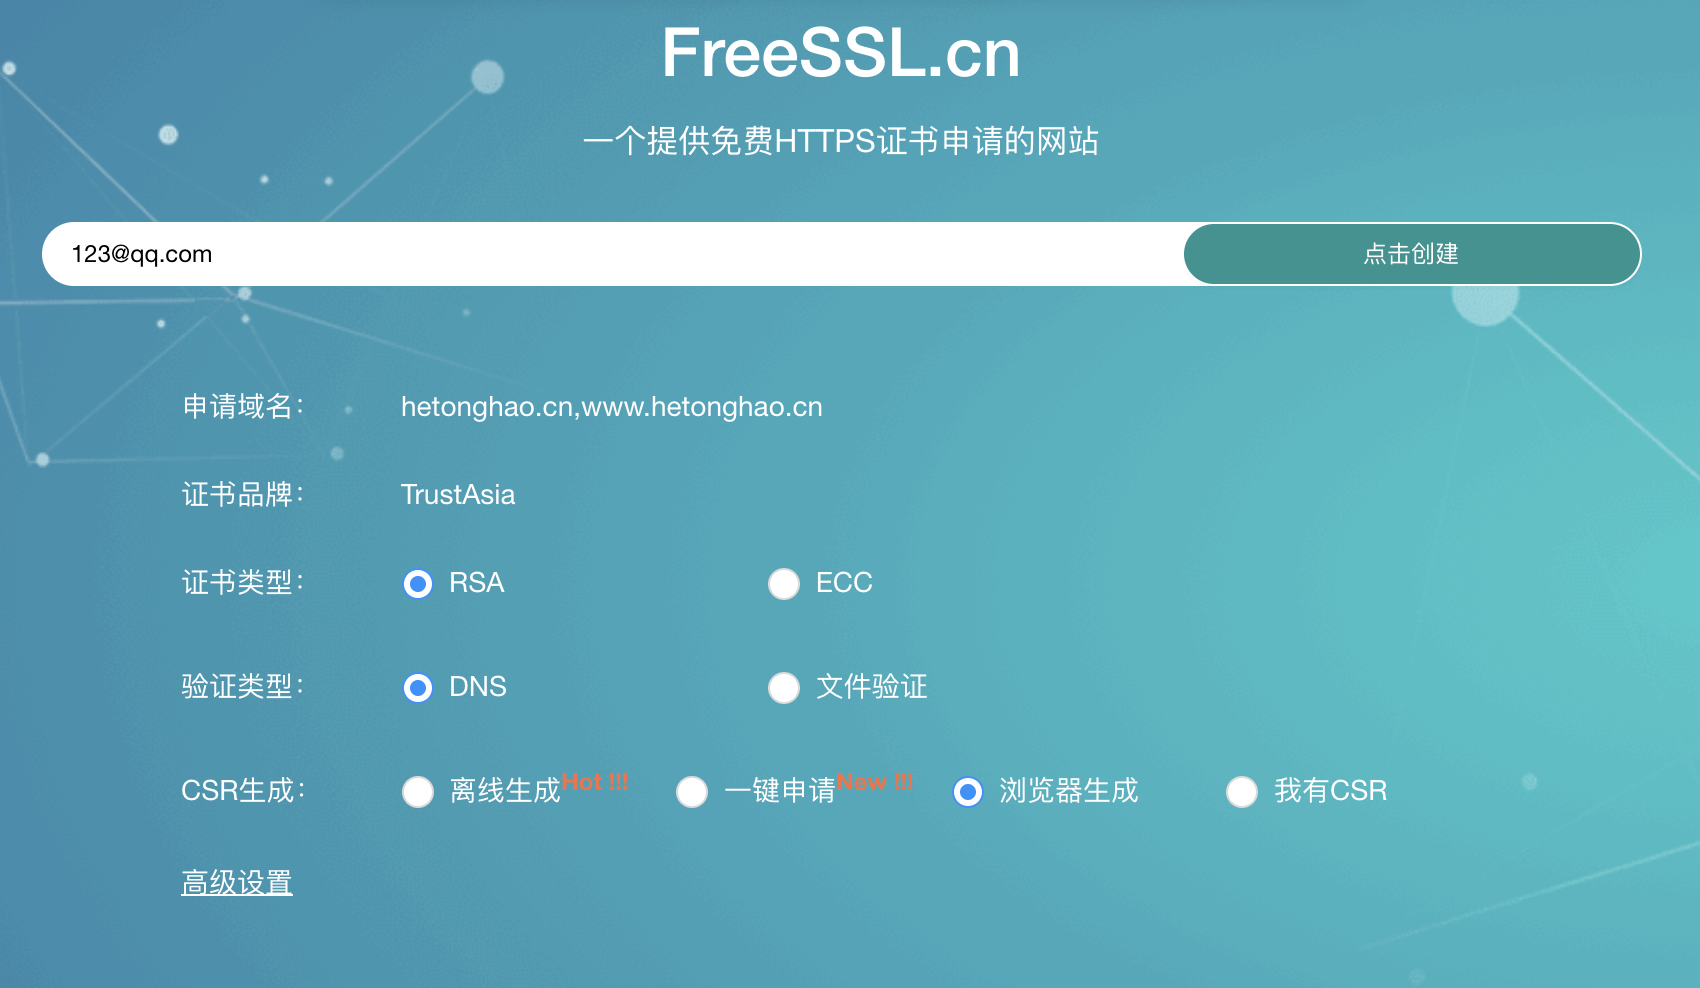 FreeSSL.cn
一个提供免费HTTPS证书申请的网站
123@qq.com 点击创建
申请域名： hetonghao.cn,www.hetonghao.cn
证书品牌： TrustAsia
证书类型： RSA ECC
验证类型： DNS 文件验证
CSR生成： 离线生成Hot !!! 一键申请New !!! 浏览器生成 我有CSR
高级设置